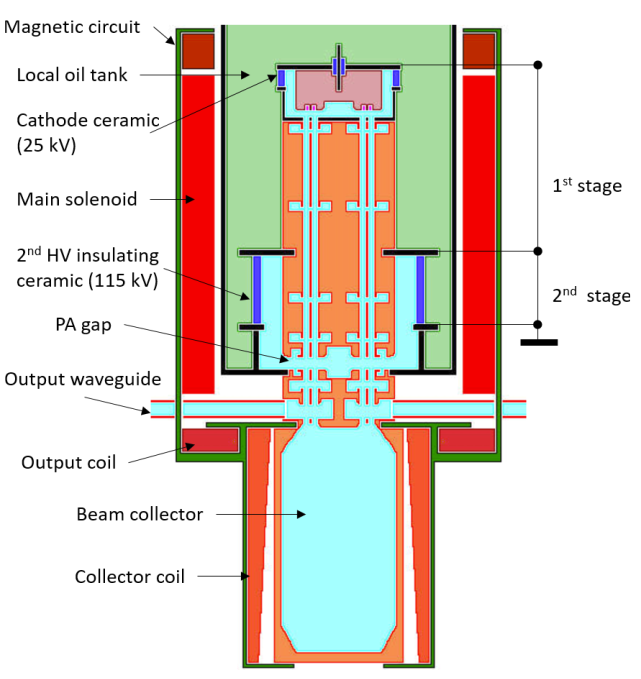 Magnetic circuit
Local oil tank
Cathode ceramic
(25 kV)
Main solenoid
1st stage
2nd HV insulating
ceramic (115 kV)
2nd stage
PA gap
Output waveguide
Output coil
Beam collector
Collector coil